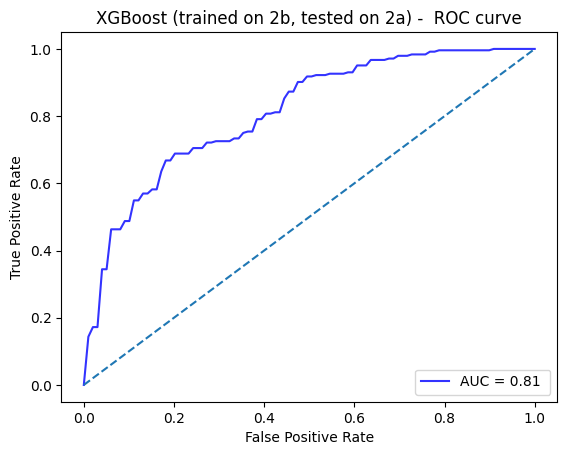 XGBoost (trained on 2b, tested on 2a) -  ROC curve
True Positive Rate
1.0
0.8
0.6
0.4
0.2
0.0
AUC = 0.81
0.0 0.2 0.4 0.6 0.8 1.0
False Positive Rate